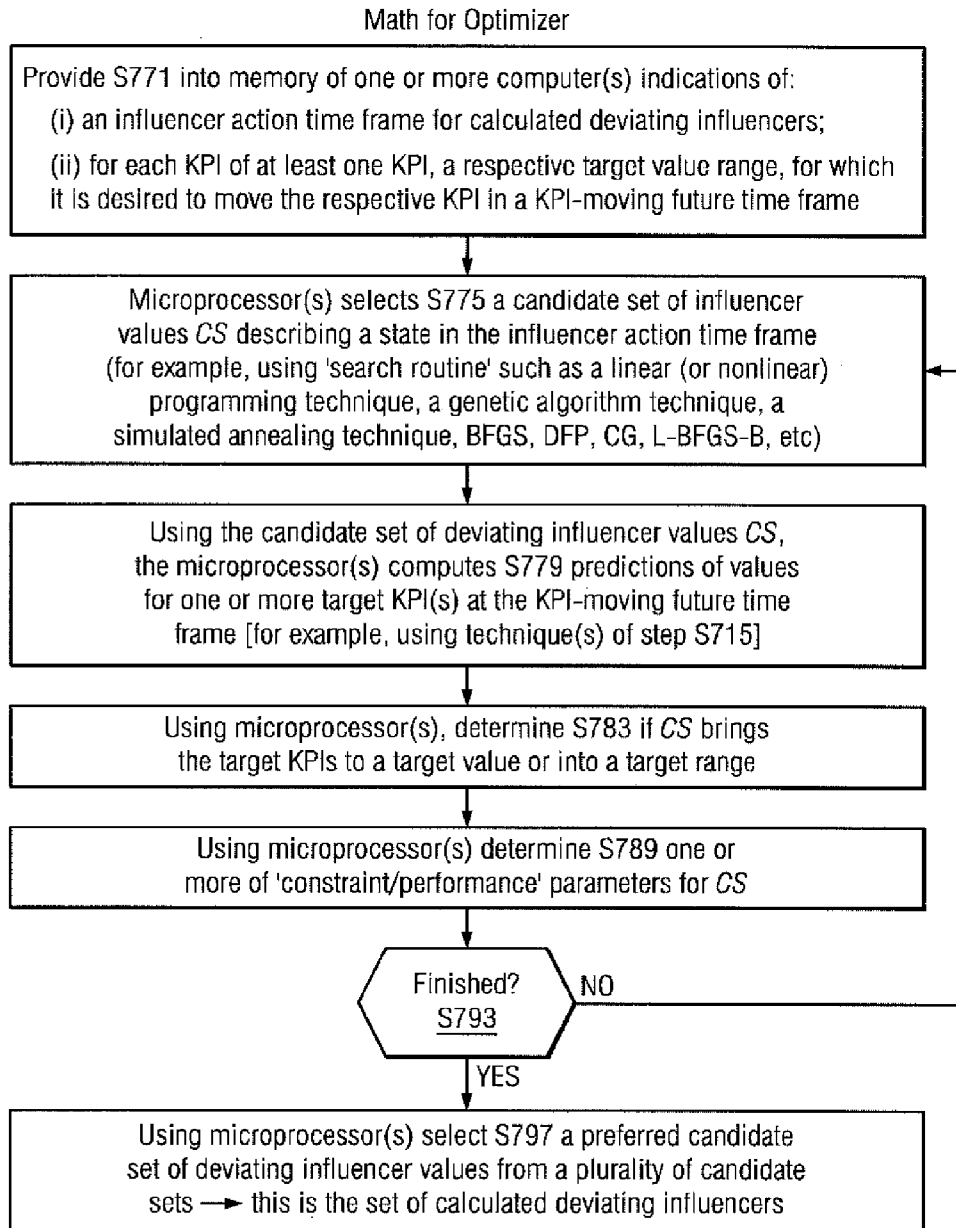 Math for Optimizer
Provide S771 into memory of one or more computer(s) indications of:
(i) an influencer action time frame for calculated deviating influencers;
(ii) for each KPI of at least one KPI, a respective target value range, for which
it is desired to move the respective KPI in a KPI-moving future time frame
Microprocessor(s) selects S775 a candidate set of influencer
values CS describing a state in the influencer action time frame
(for example, using 'search routine' such as a linear (or nonlinear)
programming technique, a genetic algorithm technique, a
simulated annealing technique, BFGS, DFP, CG, L-BFGS-B, etc)
Using the candidate set of deviating influencer values CS,
the microprocessor(s) computes S779 predictions of values
for one or more target KPI(s) at the KPI-moving future time
frame [for example, using technique(s) of step S715]
Using microprocessor(s), determine S783 if CS brings
the target KPIs to a target value or into a target range
Using microprocessor(s) determine S789 one or
more of 'constraint/performance' parameters for CS
Finished?
S793
NO
YES
Using microprocessor(s) select S797 a preferred candidate
set of deviating influencer values from a plurality of candidate
sets → this is the set of calculated deviating influencers